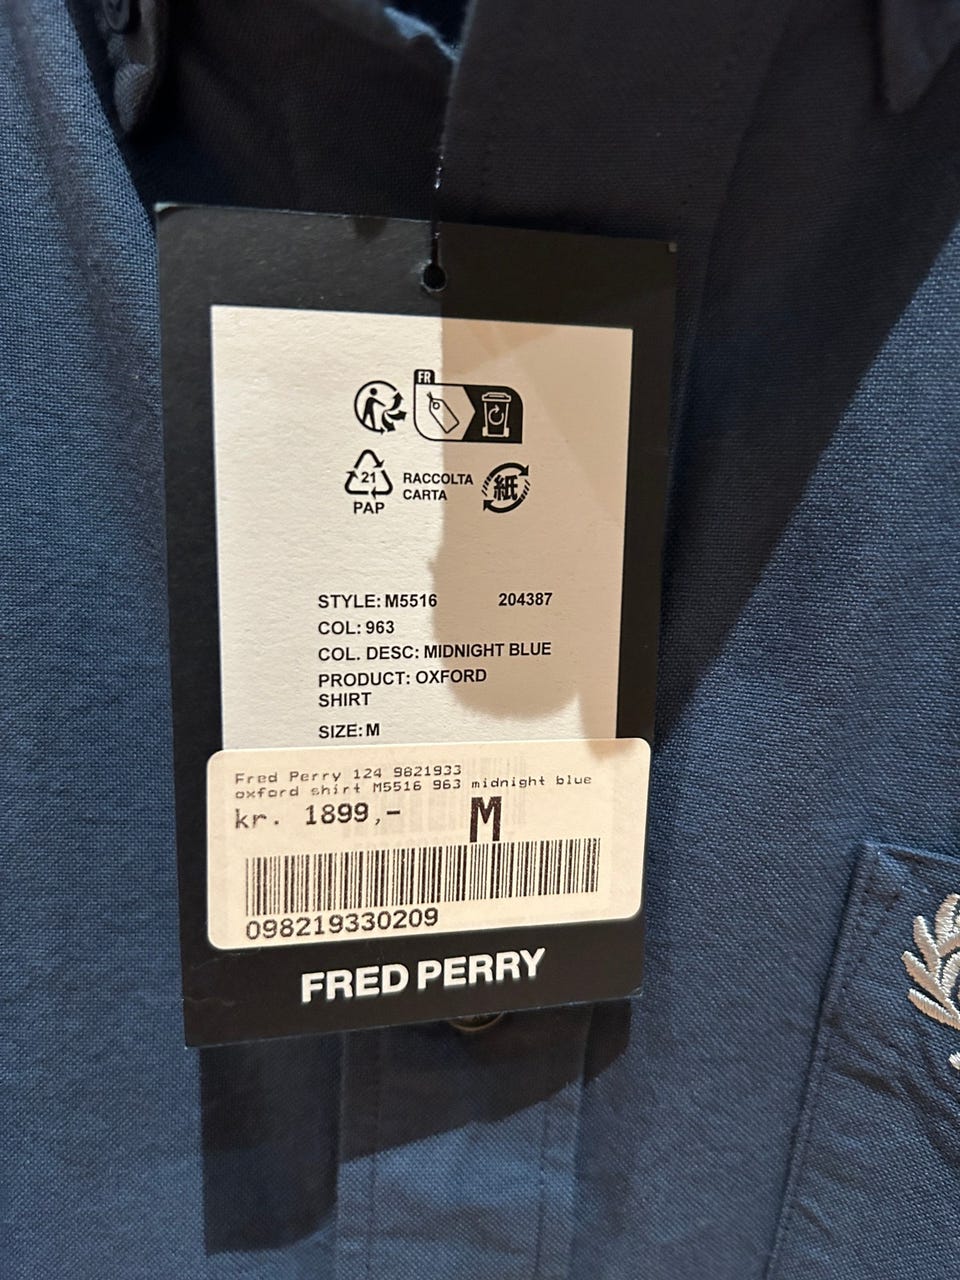 FR
21
PAP
RACCOLTA
CARTA
紙
STYLE: M5516 204387
COL: 963
COL. DESC: MIDNIGHT BLUE
PRODUCT: OXFORD
SHIRT
SIZE: M
Fred Perry 124 9821933
oxford shirt M5516 963 midnight blue
kr. 1899,- M
098219330209
FRED PERRY